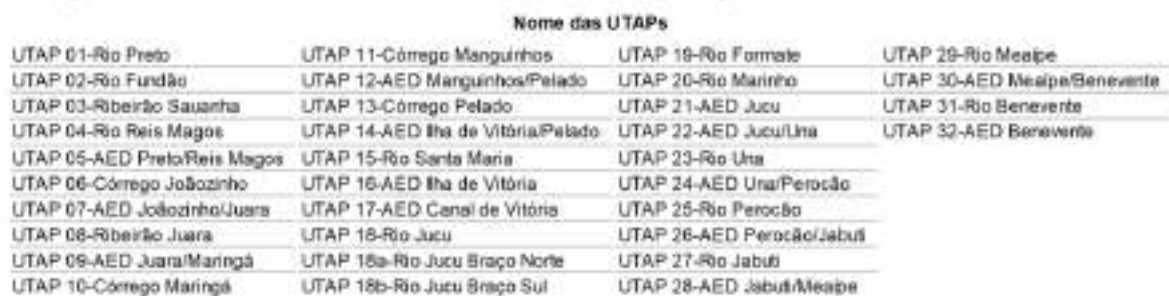 Nome das UTAPs
UTAP 01-Rio Preto
UTAP 02-Rio Fundão
UTAP 03-Ribeirão Sauanha
UTAP 04-Rio Reis Magos
UTAP 05-AED Preto/Reis Magos
UTAP 06-Córrego Joãozinho
UTAP 07-AED Joãozinho/Juara
UTAP 08-Ribeirão Juara
UTAP 09-AED Juara/Maringá
UTAP 10-Córrego Maringá
UTAP 11-Córrego Manguinhos
UTAP 12-AED Manguinhos/Pelado
UTAP 13-Córrego Pelado
UTAP 14-AED Ilha de Vitória/Pelado
UTAP 15-Rio Santa Maria
UTAP 16-AED Ilha de Vitória
UTAP 17-AED Canal de Vitória
UTAP 18-Rio Jucu
UTAP 18a-Rio Jucu Braço Norte
UTAP 18b-Rio Jucu Braço Sul
UTAP 19-Rio Formate
UTAP 20-Rio Marinho
UTAP 21-AED Jucu
UTAP 22-AED Jucu/Una
UTAP 23-Rio Una
UTAP 24-AED Una/Perocão
UTAP 25-Rio Perocão
UTAP 26-AED Perocão/Jabuti
UTAP 27-Rio Jabuti
UTAP 28-AED Jabuti/Meaípe
UTAP 29-Rio Meaípe
UTAP 30-AED Meaípe/Benevente
UTAP 31-Rio Benevente
UTAP 32-AED Benevente